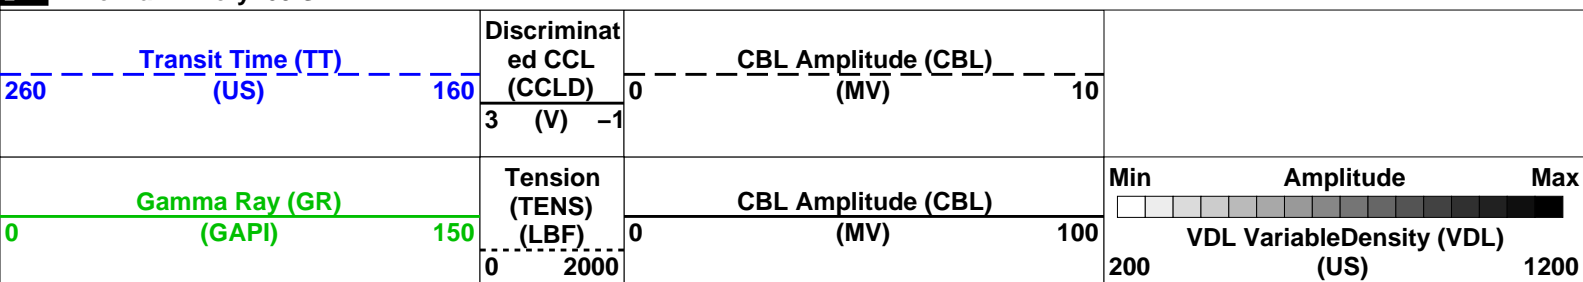 Transit Time (TT)
260 (US) 160
Discriminat
ed CCL
(CCLD)
3 (V) −1
CBL Amplitude (CBL)
0 (MV) 10
Gamma Ray (GR)
0 (GAPI) 150
Tension
(TENS)
(LBF)
0 2000
CBL Amplitude (CBL)
0 (MV) 100
Min Amplitude Max
VDL VariableDensity (VDL)
200 (US) 1200